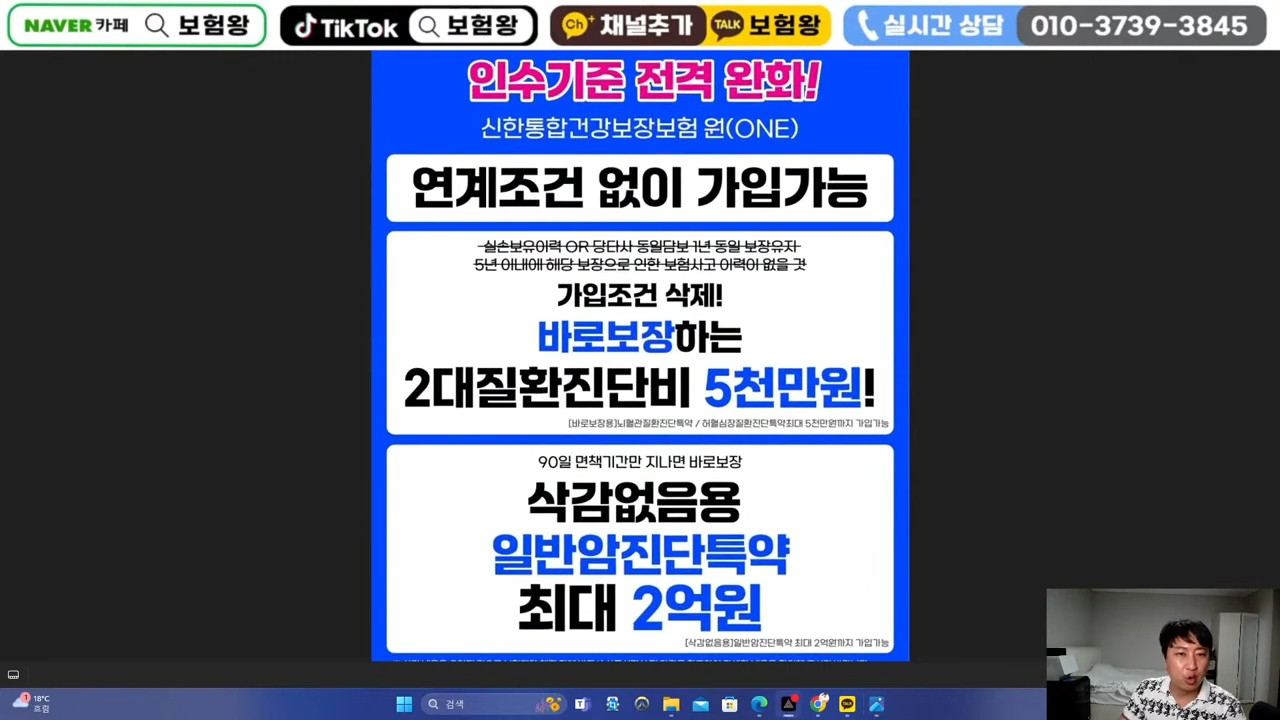 NAVER 카페 보험왕
TikTok 보험왕
Ch+ 채널추가 TALK 보험왕
실시간 상담 010-3739-3845
인수기준 전격 완화!
신한통합건강보장보험 원(ONE)
연계조건 없이 가입가능
실손보유이력 OR 당타사 동일담보 1년 동일 보장유지
5년 이내에 해당 보장으로 인한 보험사고 이력이 없을 것
가입조건 삭제!
바로보장하는
2대질환진단비 5천만원!
[바로보장용]뇌혈관질환진단특약 / 허혈심장질환진단특약최대 5천만원까지 가입가능
90일 면책기간만 지나면 바로보장
삭감없음용
일반암진단특약
최대 2억원
[삭감없음용]일반암진단특약 최대 2억원까지 가입가능
1
18°C
흐림
검색
TALK